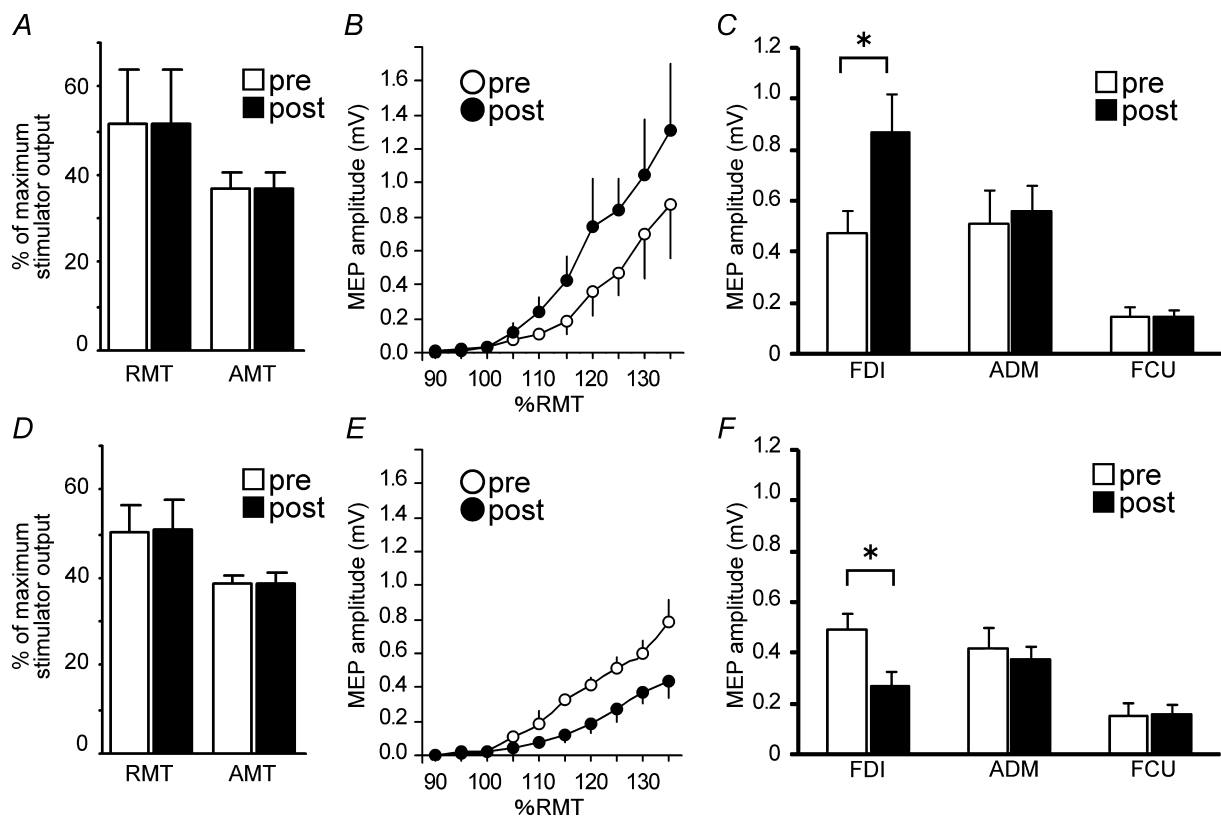 A
% of maximum
stimulator output
60
40
20
0
pre
post
RMT AMT
B
MEP amplitude (mV)
1.6
1.4
1.2
1.0
0.8
0.6
0.4
0.2
0.0
pre
post
90 100 110 120 130
%RMT
C
MEP amplitude (mV)
1.2
1.0
0.8
0.6
0.4
0.2
0
*
pre
post
FDI ADM FCU
D
% of maximum
stimulator output
60
40
20
0
pre
post
RMT AMT
E
MEP amplitude (mV)
1.6
1.4
1.2
1.0
0.8
0.6
0.4
0.2
0.0
pre
post
90 100 110 120 130
%RMT
F
MEP amplitude (mV)
1.2
1.0
0.8
0.6
0.4
0.2
0
*
pre
post
FDI ADM FCU